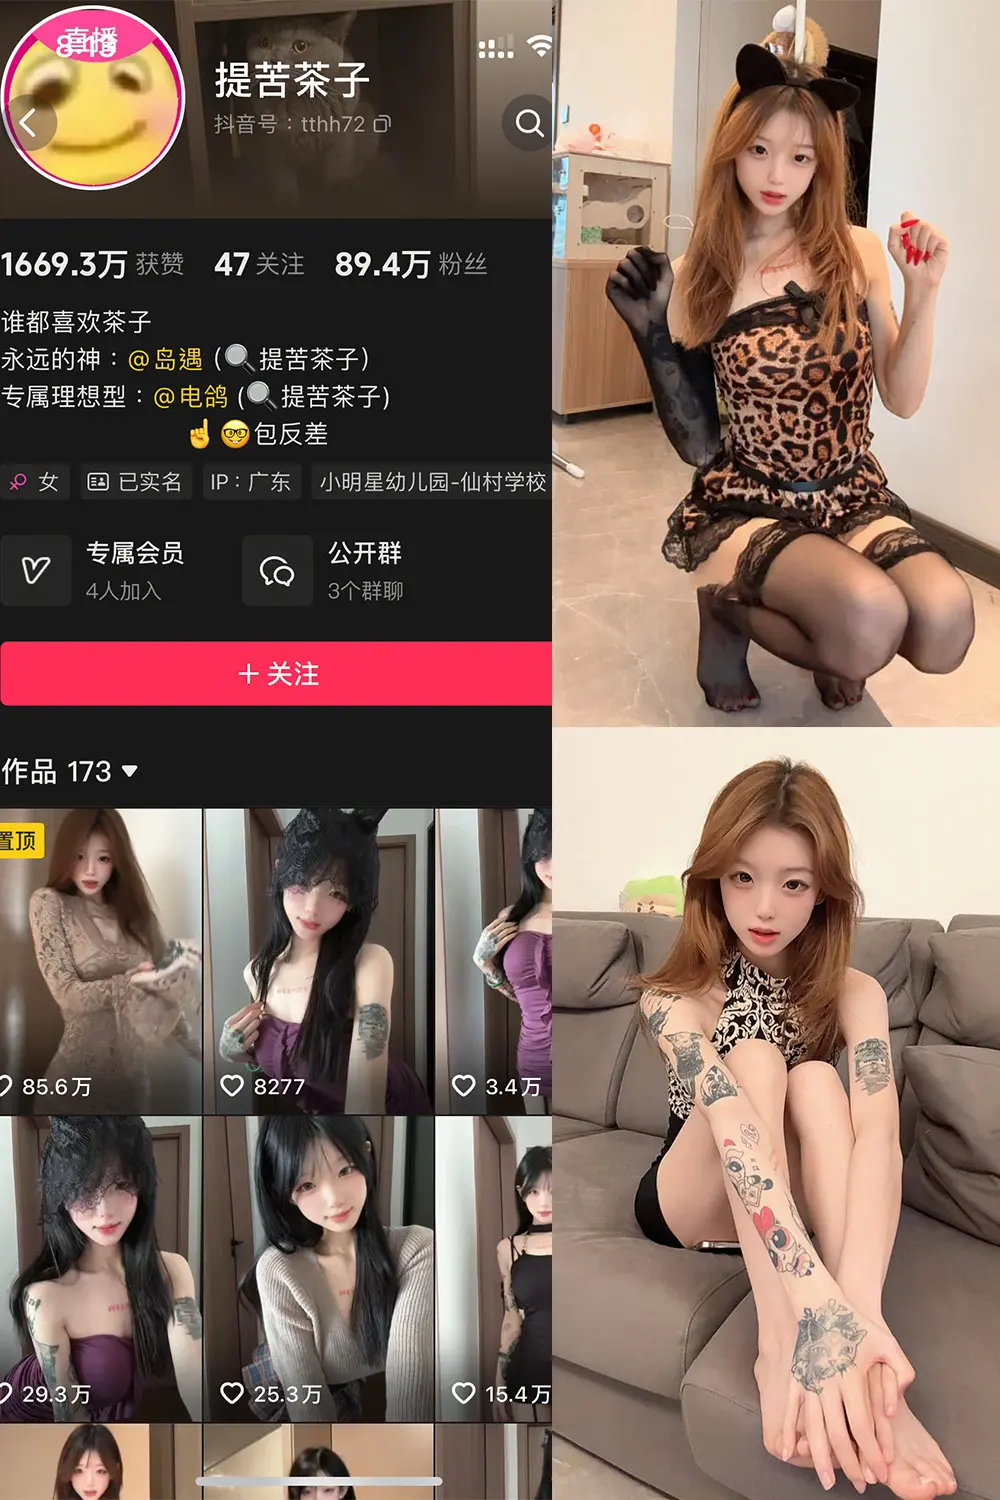 直播
8:43
提苦茶子
抖音号：tthh72
1669.3万 获赞 47 关注 89.4万 粉丝
谁都喜欢茶子
永远的神：@岛遇 (🔍提苦茶子)
专属理想型：@电鸽 (🔍提苦茶子)
☝️🤓包反差
♀ 女 已实名 IP：广东 小明星幼儿园-仙村学校
专属会员 公开群
4人加入 3个群聊
+ 关注
作品 173
置顶
85.6万 8277 3.4万
29.3万 25.3万 15.4万